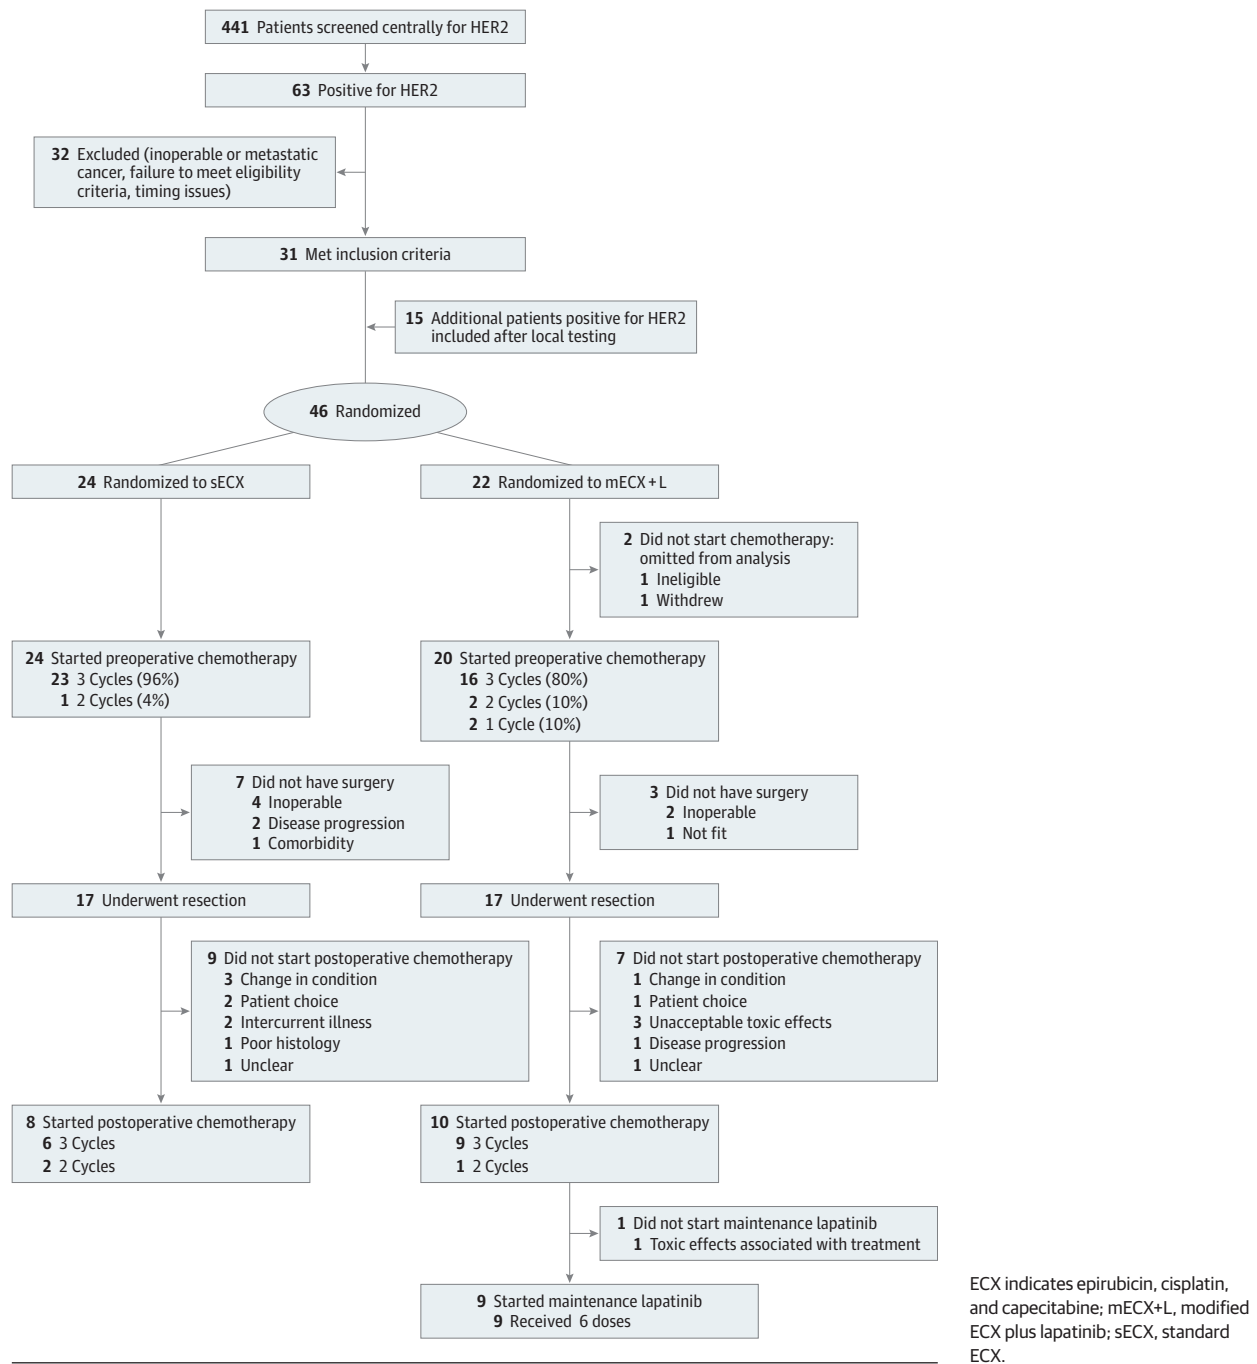 441 Patients screened centrally for HER2
63 Positive for HER2
32 Excluded (inoperable or metastatic
cancer, failure to meet eligibility
criteria, timing issues)
31 Met inclusion criteria
15 Additional patients positive for HER2
included after local testing
46 Randomized
24 Randomized to sECX
22 Randomized to mECX + L
2 Did not start chemotherapy:
omitted from analysis
1 Ineligible
1 Withdrew
24 Started preoperative chemotherapy
23 3 Cycles (96%)
1 2 Cycles (4%)
20 Started preoperative chemotherapy
16 3 Cycles (80%)
2 2 Cycles (10%)
2 1 Cycle (10%)
7 Did not have surgery
4 Inoperable
2 Disease progression
1 Comorbidity
3 Did not have surgery
2 Inoperable
1 Not fit
17 Underwent resection
17 Underwent resection
9 Did not start postoperative chemotherapy
3 Change in condition
2 Patient choice
2 Intercurrent illness
1 Poor histology
1 Unclear
7 Did not start postoperative chemotherapy
1 Change in condition
1 Patient choice
3 Unacceptable toxic effects
1 Disease progression
1 Unclear
8 Started postoperative chemotherapy
6 3 Cycles
2 2 Cycles
10 Started postoperative chemotherapy
9 3 Cycles
1 2 Cycles
1 Did not start maintenance lapatinib
1 Toxic effects associated with treatment
9 Started maintenance lapatinib
9 Received 6 doses
ECX indicates epirubicin, cisplatin,
and capecitabine; mECX+L, modified
ECX plus lapatinib; sECX, standard
ECX.